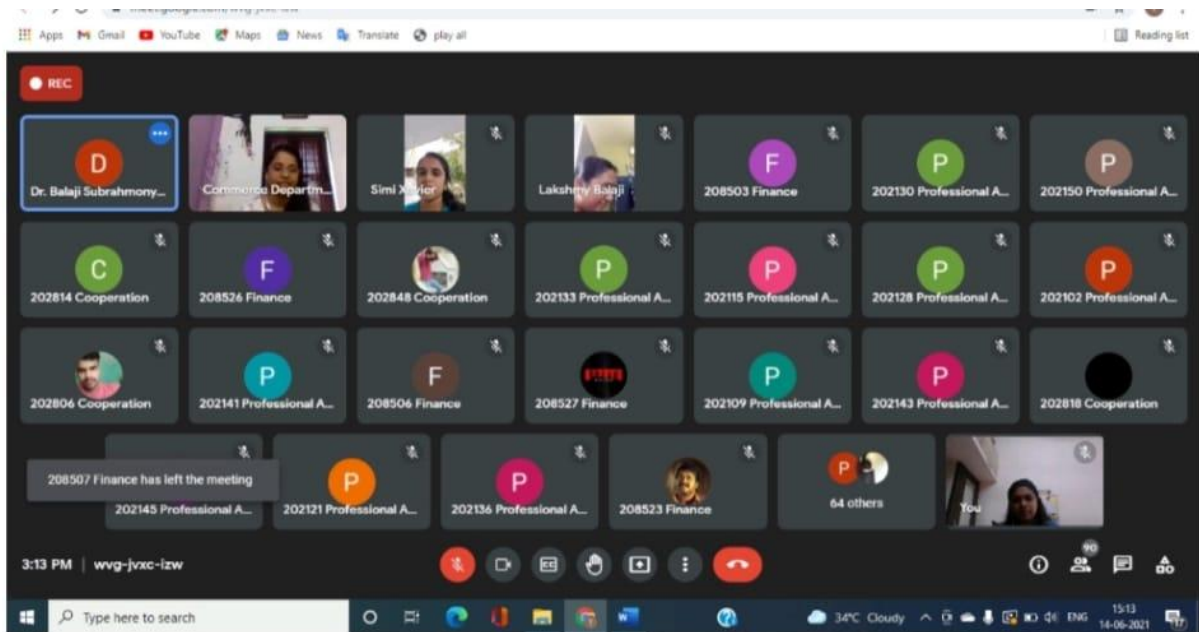 Apps Gmail YouTube Maps News Translate play all Reading list
REC
Dr. Balaji Subrahmony... Commerce Departm... Simi Xavier Lakshmy Balaji 208503 Finance 202130 Professional A... 202150 Professional A...
202814 Cooperation 208526 Finance 202848 Cooperation 202133 Professional A... 202115 Professional A... 202128 Professional A... 202102 Professional A...
202806 Cooperation 202141 Professional A... 208506 Finance 208527 Finance 202109 Professional A... 202143 Professional A... 202818 Cooperation
208507 Finance has left the meeting
202145 Professional A... 202121 Professional A... 202136 Professional A... 208523 Finance 64 others You
3:13 PM | wvg-jvxc-izw 90
Type here to search 34°C Cloudy ENG 15:13
14-06-2021